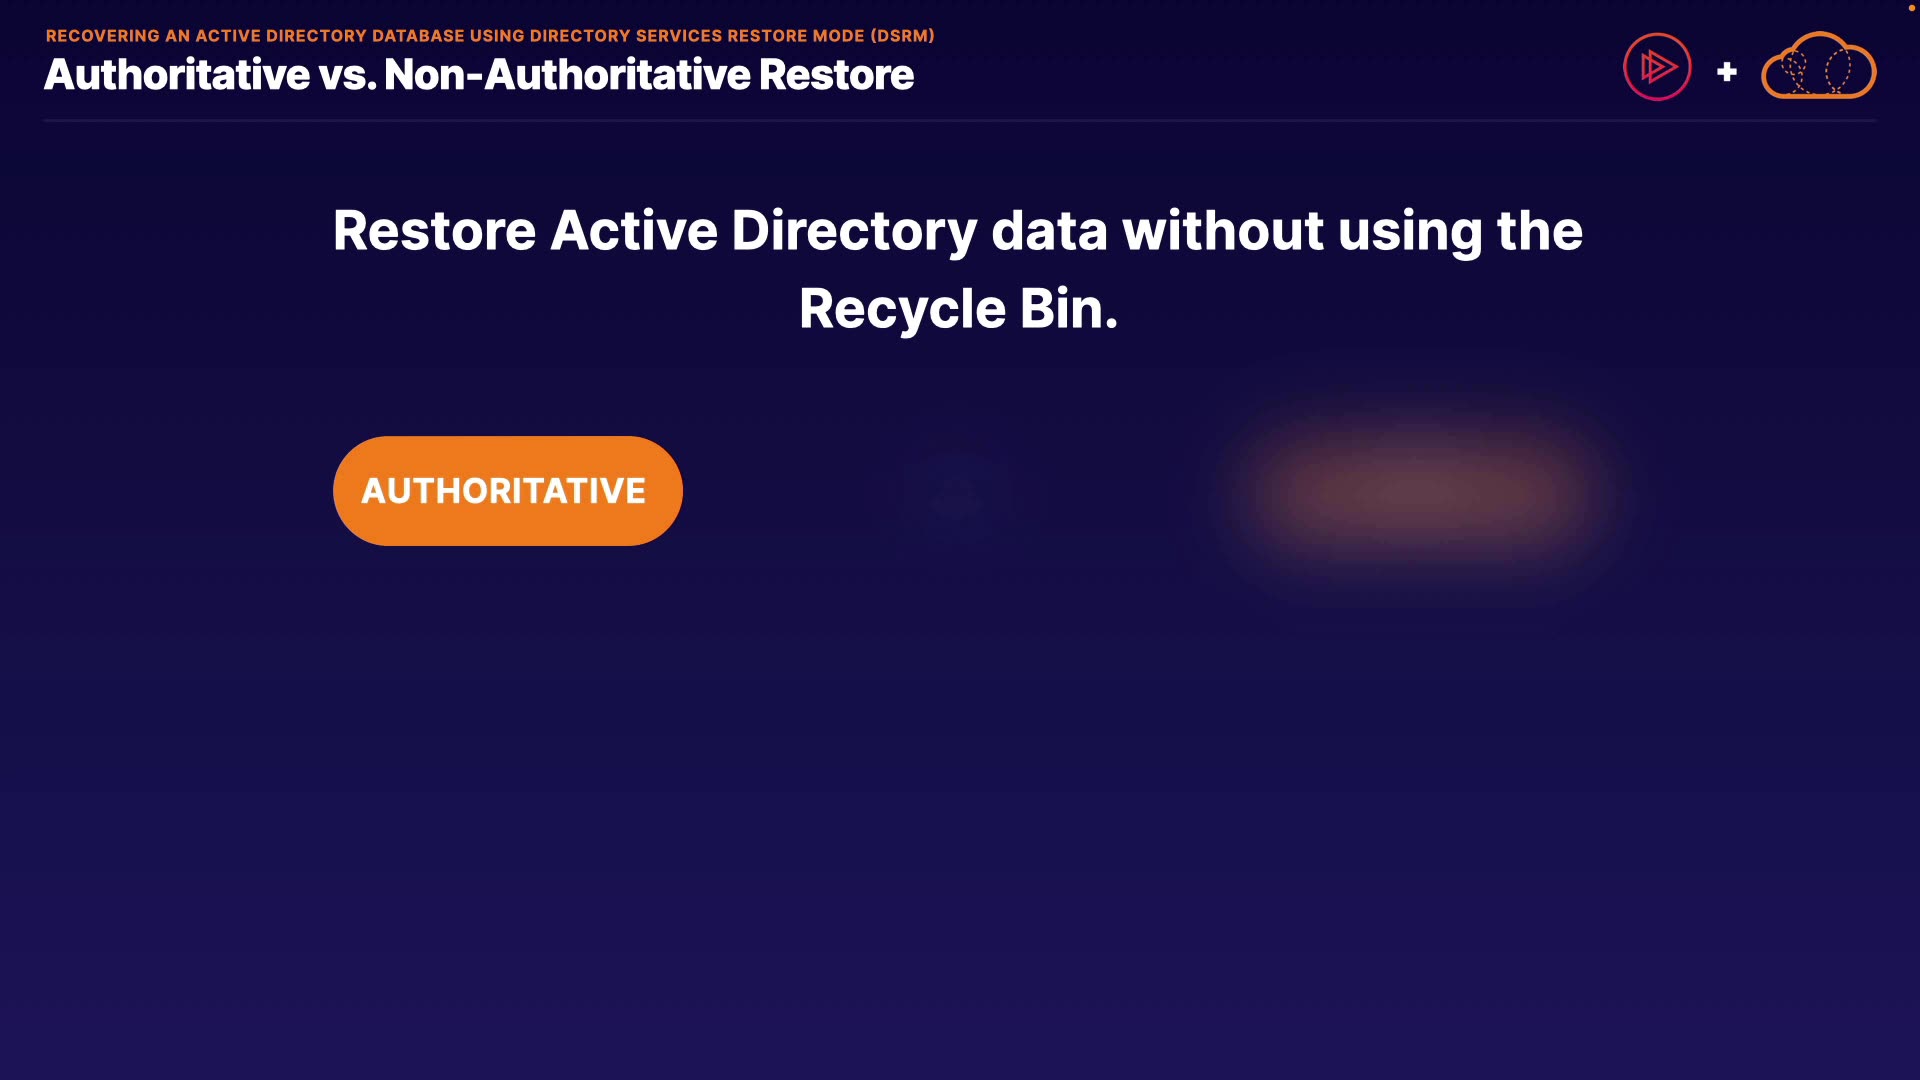 RECOVERING AN ACTIVE DIRECTORY DATABASE USING DIRECTORY SERVICES RESTORE MODE (DSRM)
Authoritative vs. Non-Authoritative Restore
+
Restore Active Directory data without using the
Recycle Bin.
AUTHORITATIVE